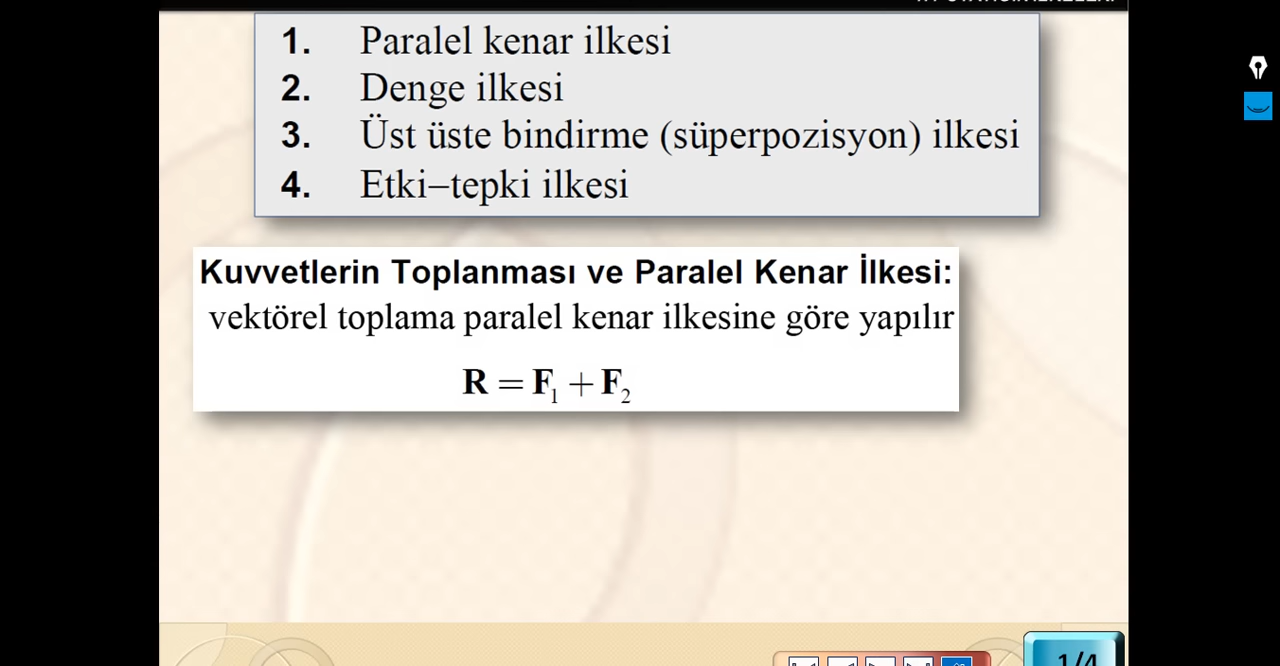 1. Paralel kenar ilkesi
2. Denge ilkesi
3. Üst üste bindirme (süperpozisyon) ilkesi
4. Etki–tepki ilkesi
Kuvvetlerin Toplanması ve Paralel Kenar İlkesi:
vektörel toplama paralel kenar ilkesine göre yapılır
R = F₁ + F₂
1/4